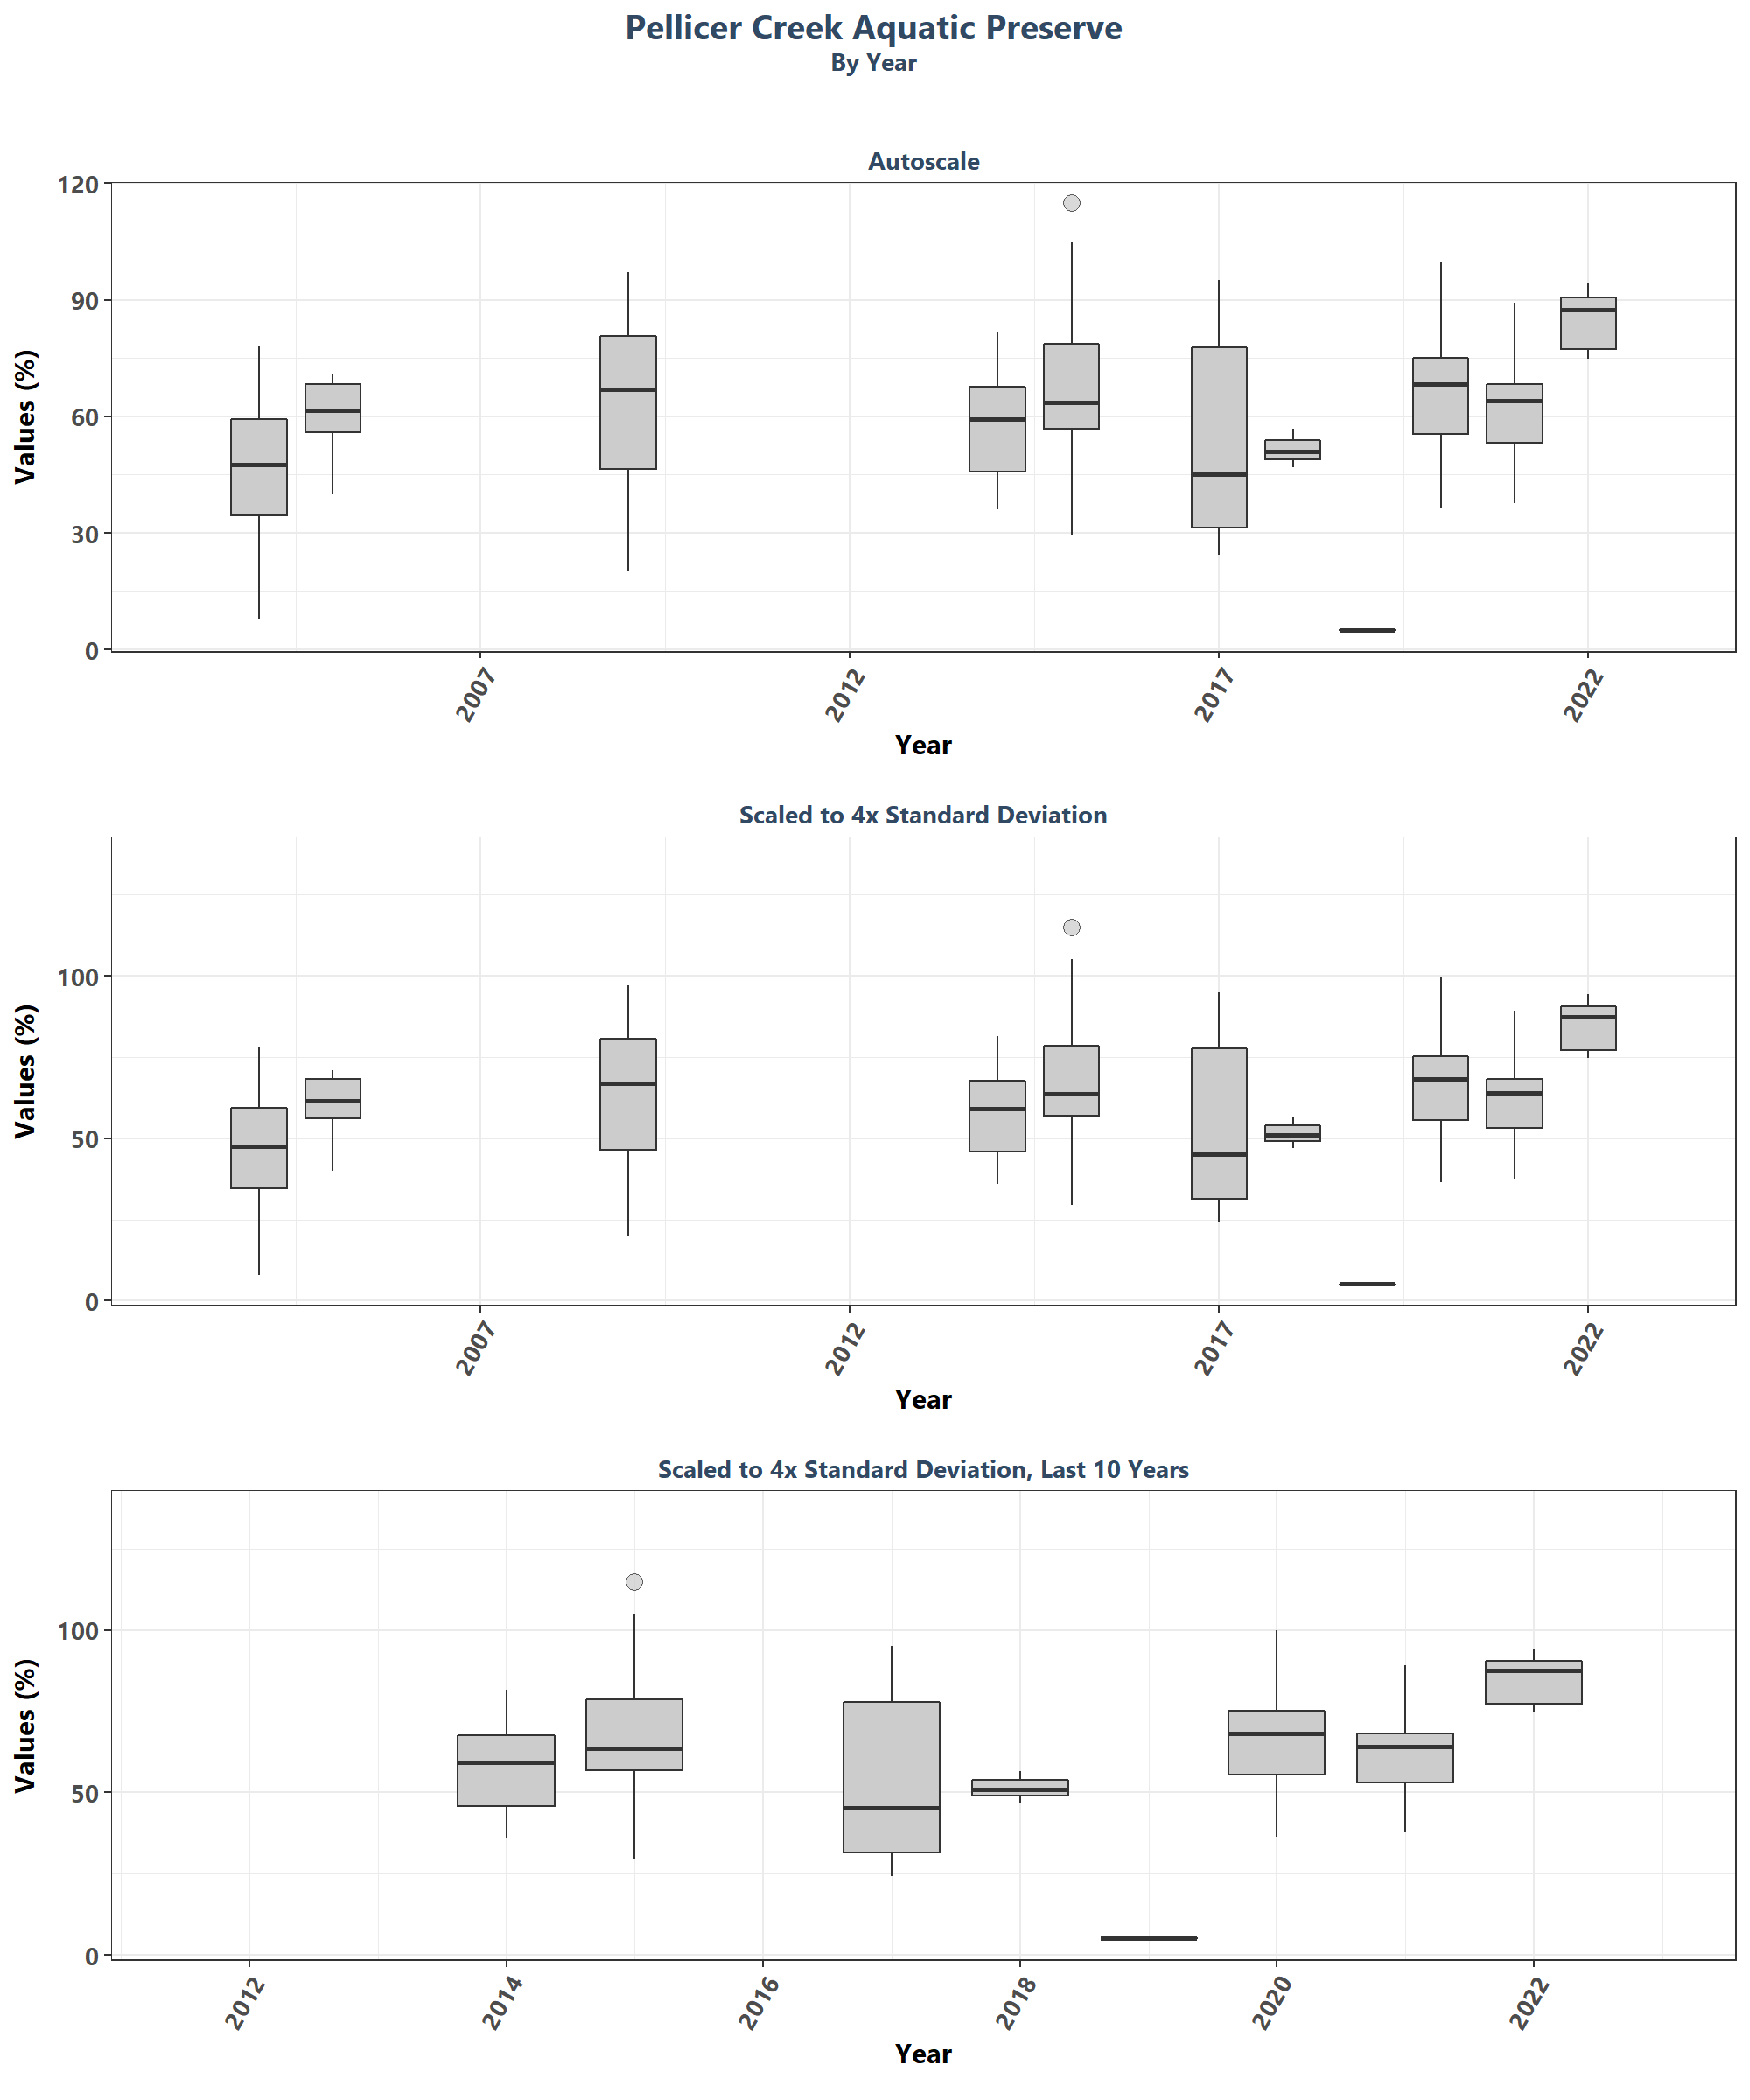 Pellicer Creek Aquatic Preserve
By Year
Autoscale
Values (%)
120
90
60
30
0
2007 2012 2017 2022
Year
Scaled to 4x Standard Deviation
Values (%)
100
50
0
2007 2012 2017 2022
Year
Scaled to 4x Standard Deviation, Last 10 Years
Values (%)
100
50
0
2012 2014 2016 2018 2020 2022
Year